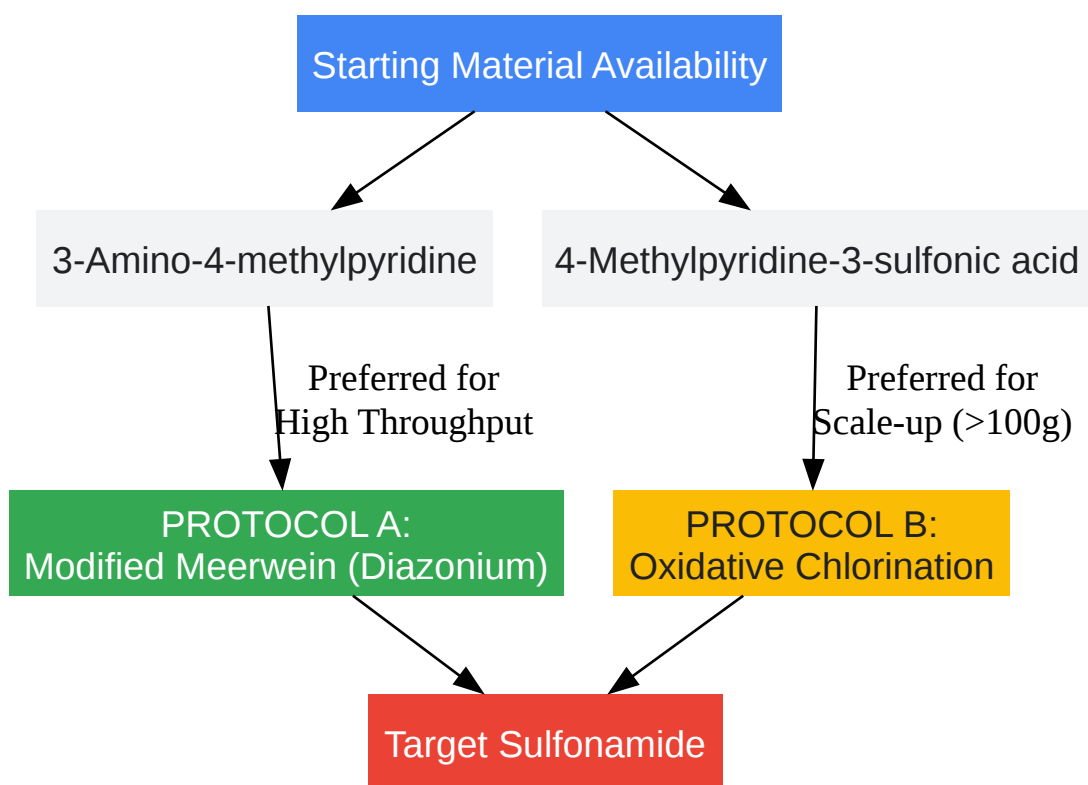 Starting Material Availability
3-Amino-4-methylpyridine
4-Methylpyridine-3-sulfonic acid
Preferred for
High Throughput
Preferred for
Scale-up (>100g)
PROTOCOL A:
Modified Meerwein (Diazonium)
PROTOCOL B:
Oxidative Chlorination
Target Sulfonamide